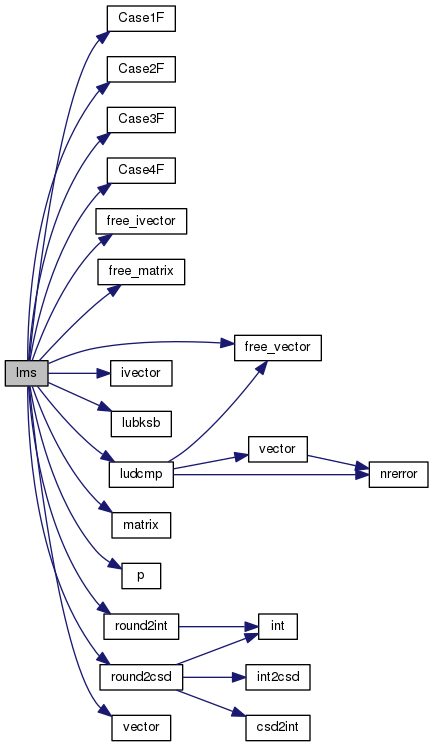 Case1F
Case2F
Case3F
Case4F
free_ivector
free_matrix
free_vector
lms
ivector
lubksb
vector
ludcmp
nrerror
matrix
p
round2int
int
round2csd
int2csd
vector
csd2int